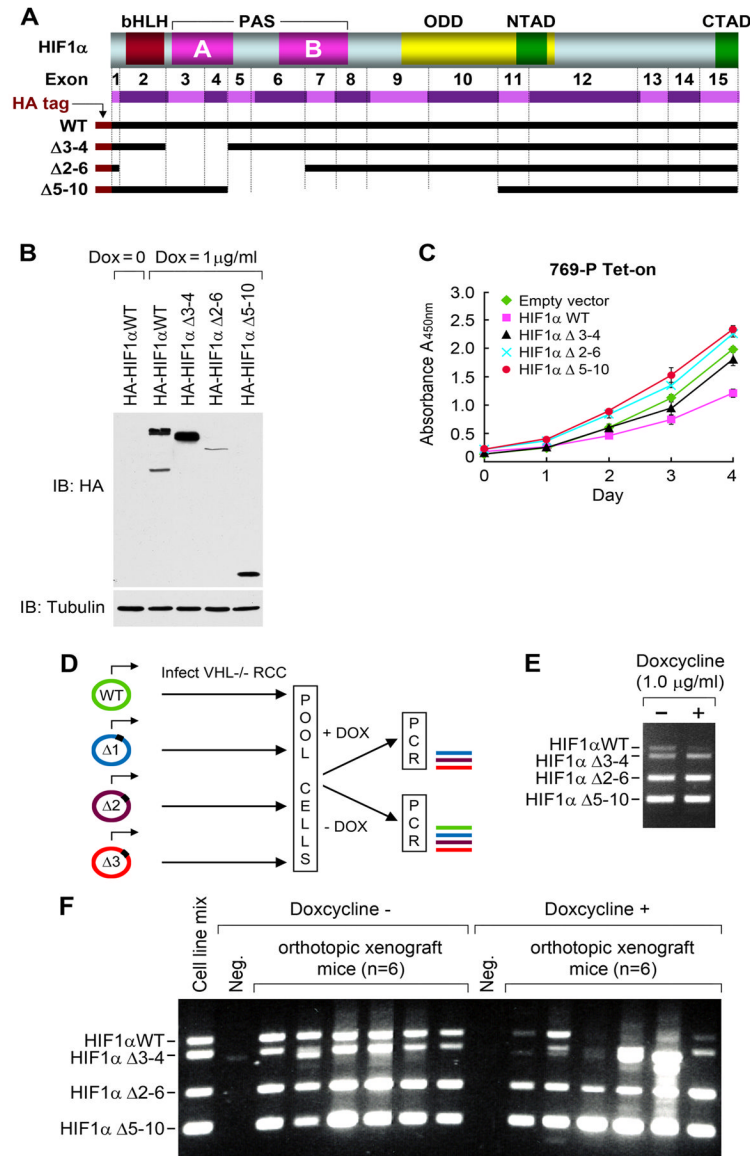 A
bHLH PAS ODD NTAD CTAD
HIF1α A B
Exon 1 2 3 4 5 6 7 8 9 10 11 12 13 14 15
HA tag
WT
Δ3-4
Δ2-6
Δ5-10
B
Dox = 0 Dox = 1 μg/ml
HA-HIF1αWT
HA-HIF1αWT
HA-HIF1α Δ3-4
HA-HIF1α Δ2-6
HA-HIF1α Δ5-10
IB: HA
IB: Tubulin
C
769-P Tet-on
Absorbance A450nm
3.0
2.5
2.0
1.5
1.0
0.5
0
Empty vector
HIF1α WT
HIF1α Δ 3-4
HIF1α Δ 2-6
HIF1α Δ 5-10
0 1 2 3 4
Day
D
Infect VHL-/- RCC
WT
Δ1
Δ2
Δ3
POOL CELLS
+ DOX
- DOX
PCR
PCR
E
Doxcycline
(1.0 μg/ml)
– +
HIF1αWT
HIF1α Δ3-4
HIF1α Δ2-6
HIF1α Δ5-10
F
Cell line mix
Doxcycline -
Neg.
orthotopic xenograft
mice (n=6)
Doxcycline +
Neg.
orthotopic xenograft
mice (n=6)
HIF1αWT
HIF1α Δ3-4
HIF1α Δ2-6
HIF1α Δ5-10